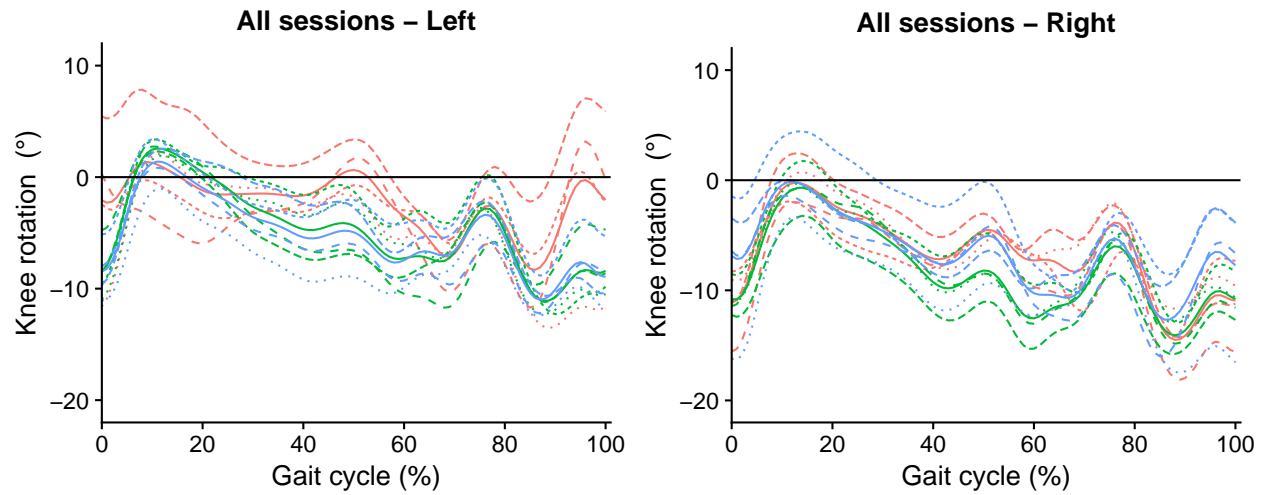 All sessions – Left
Knee rotation (°)
10
0
−10
−20
0 20 40 60 80 100
Gait cycle (%)
All sessions – Right
Knee rotation (°)
10
0
−10
−20
0 20 40 60 80 100
Gait cycle (%)